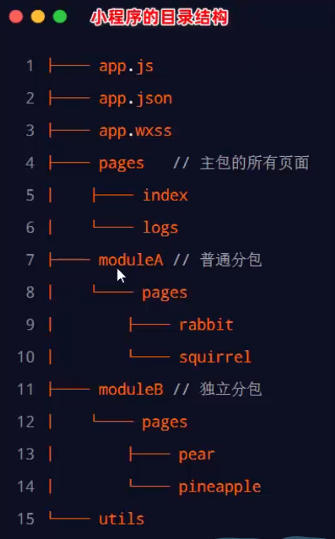 小程序的目录结构
1 ├── app.js
2 ├── app.json
3 ├── app.wxss
4 ├── pages // 主包的所有页面
5 │ ├── index
6 │ └── logs
7 ├── moduleA // 普通分包
8 │ └── pages
9 │ ├── rabbit
10 │ └── squirrel
11 ├── moduleB // 独立分包
12 │ └── pages
13 │ ├── pear
14 │ └── pineapple
15 └── utils